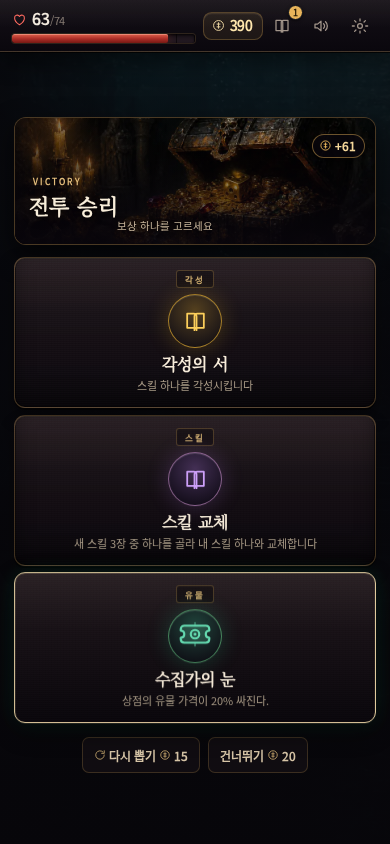 63/74
390
1
+61
VICTORY
전투 승리
보상 하나를 고르세요
각성
각성의 서
스킬 하나를 각성시킵니다
스킬
스킬 교체
새 스킬 3장 중 하나를 골라 내 스킬 하나와 교체합니다
유물
수집가의 눈
상점의 유물 가격이 20% 싸진다.
다시 뽑기 15
건너뛰기 20